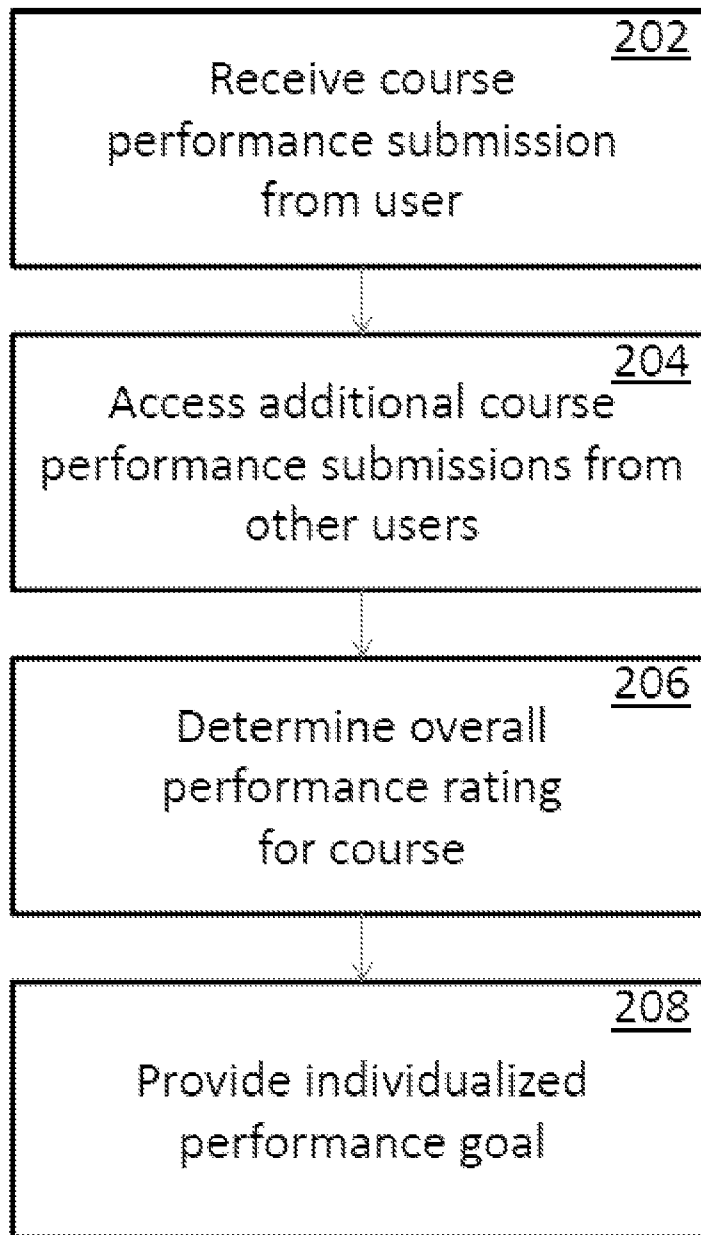 202
Receive course
performance submission
from user
204
Access additional course
performance submissions from
other users
206
Determine overall
performance rating
for course
208
Provide individualized
performance goal